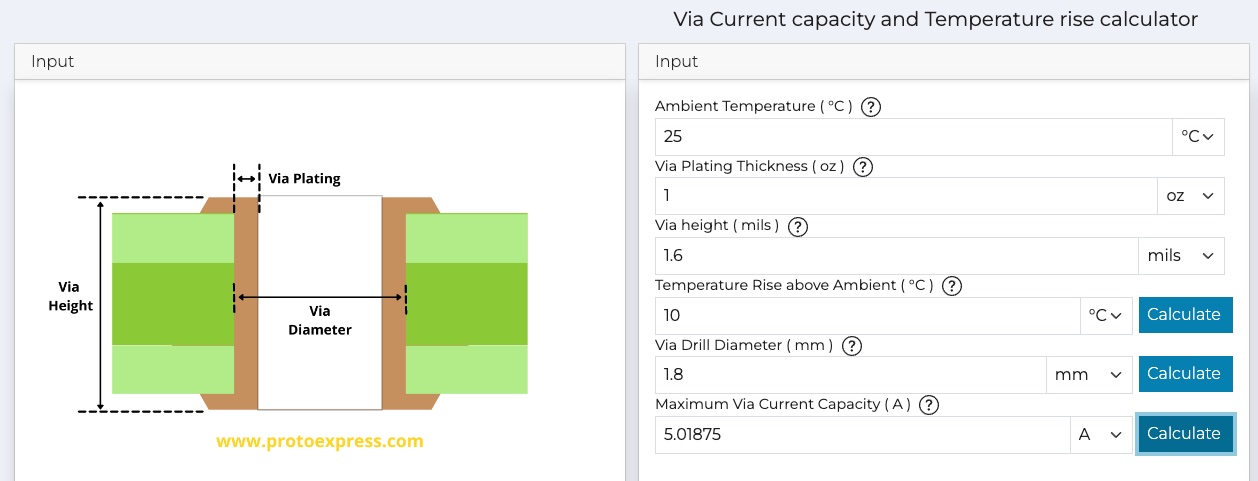 Via Current capacity and Temperature rise calculator
Input
Via Plating
Via
Height
Via
Diameter
www.protoexpress.com
Input
Ambient Temperature ( °C ) ?
25 °C
Via Plating Thickness ( oz ) ?
1 oz
Via height ( mils ) ?
1.6 mils
Temperature Rise above Ambient ( °C ) ?
10 °C Calculate
Via Drill Diameter ( mm ) ?
1.8 mm Calculate
Maximum Via Current Capacity ( A ) ?
5.01875 A Calculate